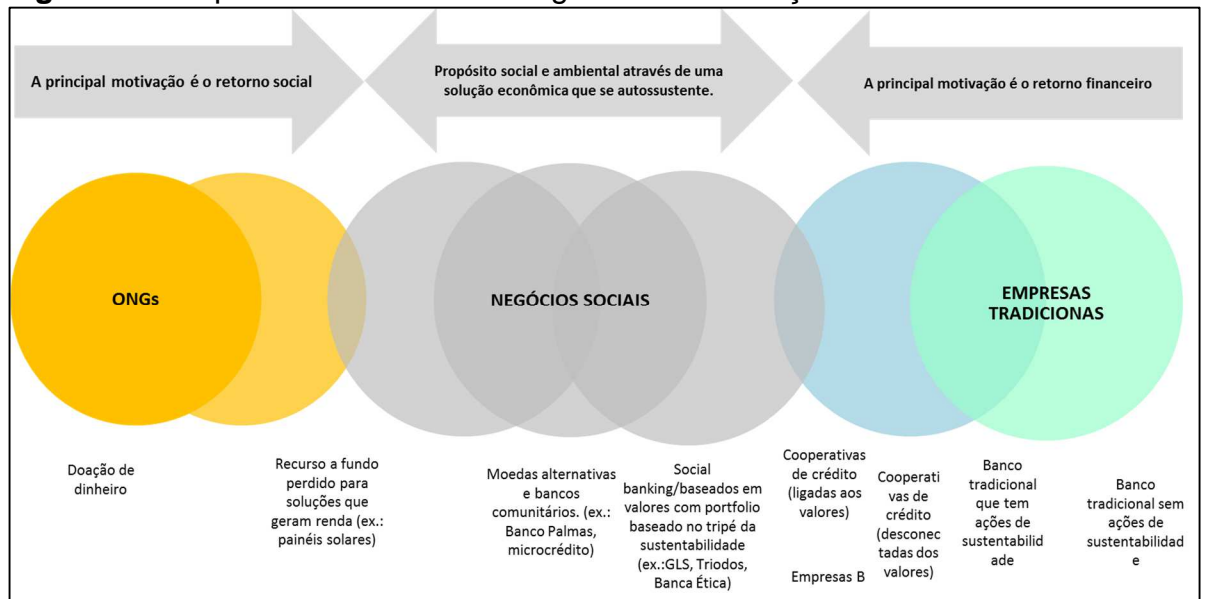 A principal motivação é o retorno social
Propósito social e ambiental através de uma
solução econômica que se autossustente.
A principal motivação é o retorno financeiro
ONGs
NEGÓCIOS SOCIAIS
EMPRESAS
TRADICIONAS
Doação de
dinheiro
Recurso a fundo
perdido para
soluções que
geram renda (ex.:
painéis solares)
Moedas alternativas
e bancos
comunitários. (ex.:
Banco Palmas,
microcrédito)
Social
banking/baseados em
valores com portfolio
baseado no tripé da
sustentabilidade
(ex.:GLS, Triodos,
Banca Ética)
Cooperativas
de crédito
(ligadas aos
valores)
Empresas B
Cooperati
vas de
crédito
(desconec
tadas dos
valores)
Banco
tradicional
que tem
ações de
sustentabilid
ade
Banco
tradicional sem
ações de
sustentabilidad
e